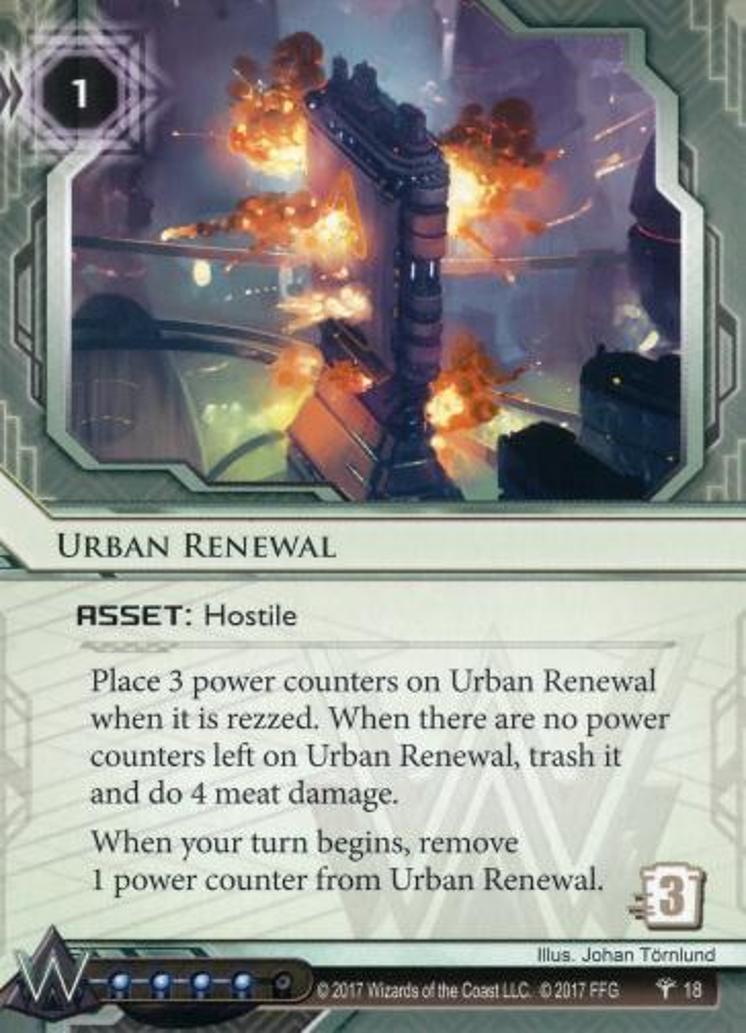 1
URBAN RENEWAL
ASSET: Hostile
Place 3 power counters on Urban Renewal
when it is rezzed. When there are no power
counters left on Urban Renewal, trash it
and do 4 meat damage.
When your turn begins, remove
1 power counter from Urban Renewal.
3
Illus. Johan Törnlund
W
© 2017 Wizards of the Coast LLC. © 2017 FFG 18